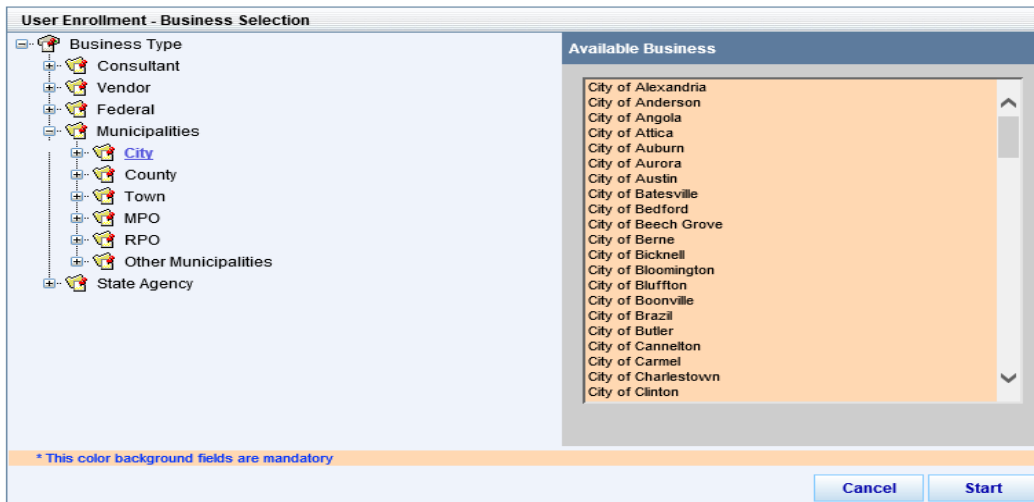 User Enrollment - Business Selection
Business Type
Consultant
Vendor
Federal
Municipalities
City
County
Town
MPO
RPO
Other Municipalities
State Agency
Available Business
City of Alexandria
City of Anderson
City of Angola
City of Attica
City of Auburn
City of Aurora
City of Austin
City of Batesville
City of Bedford
City of Beech Grove
City of Berne
City of Bicknell
City of Bloomington
City of Bluffton
City of Boonville
City of Brazil
City of Butler
City of Cannelton
City of Carmel
City of Charlestown
City of Clinton
* This color background fields are mandatory
Cancel
Start